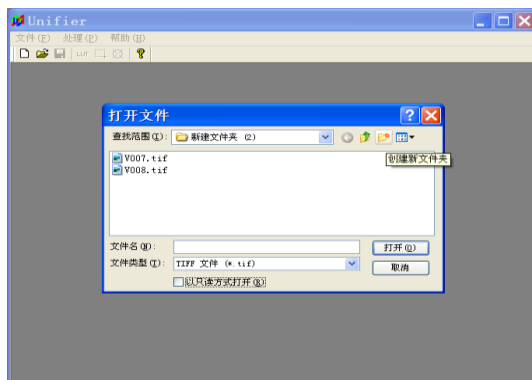 Unifier
文件(F) 处理(P) 帮助(H)
LUT
打开文件
查找范围(I): 新建文件夹 (2)
创建新文件夹
V007.tif
V008.tif
文件名(N): 打开(O)
文件类型(T): TIFF 文件 (*.tif) 取消
以只读方式打开(R)